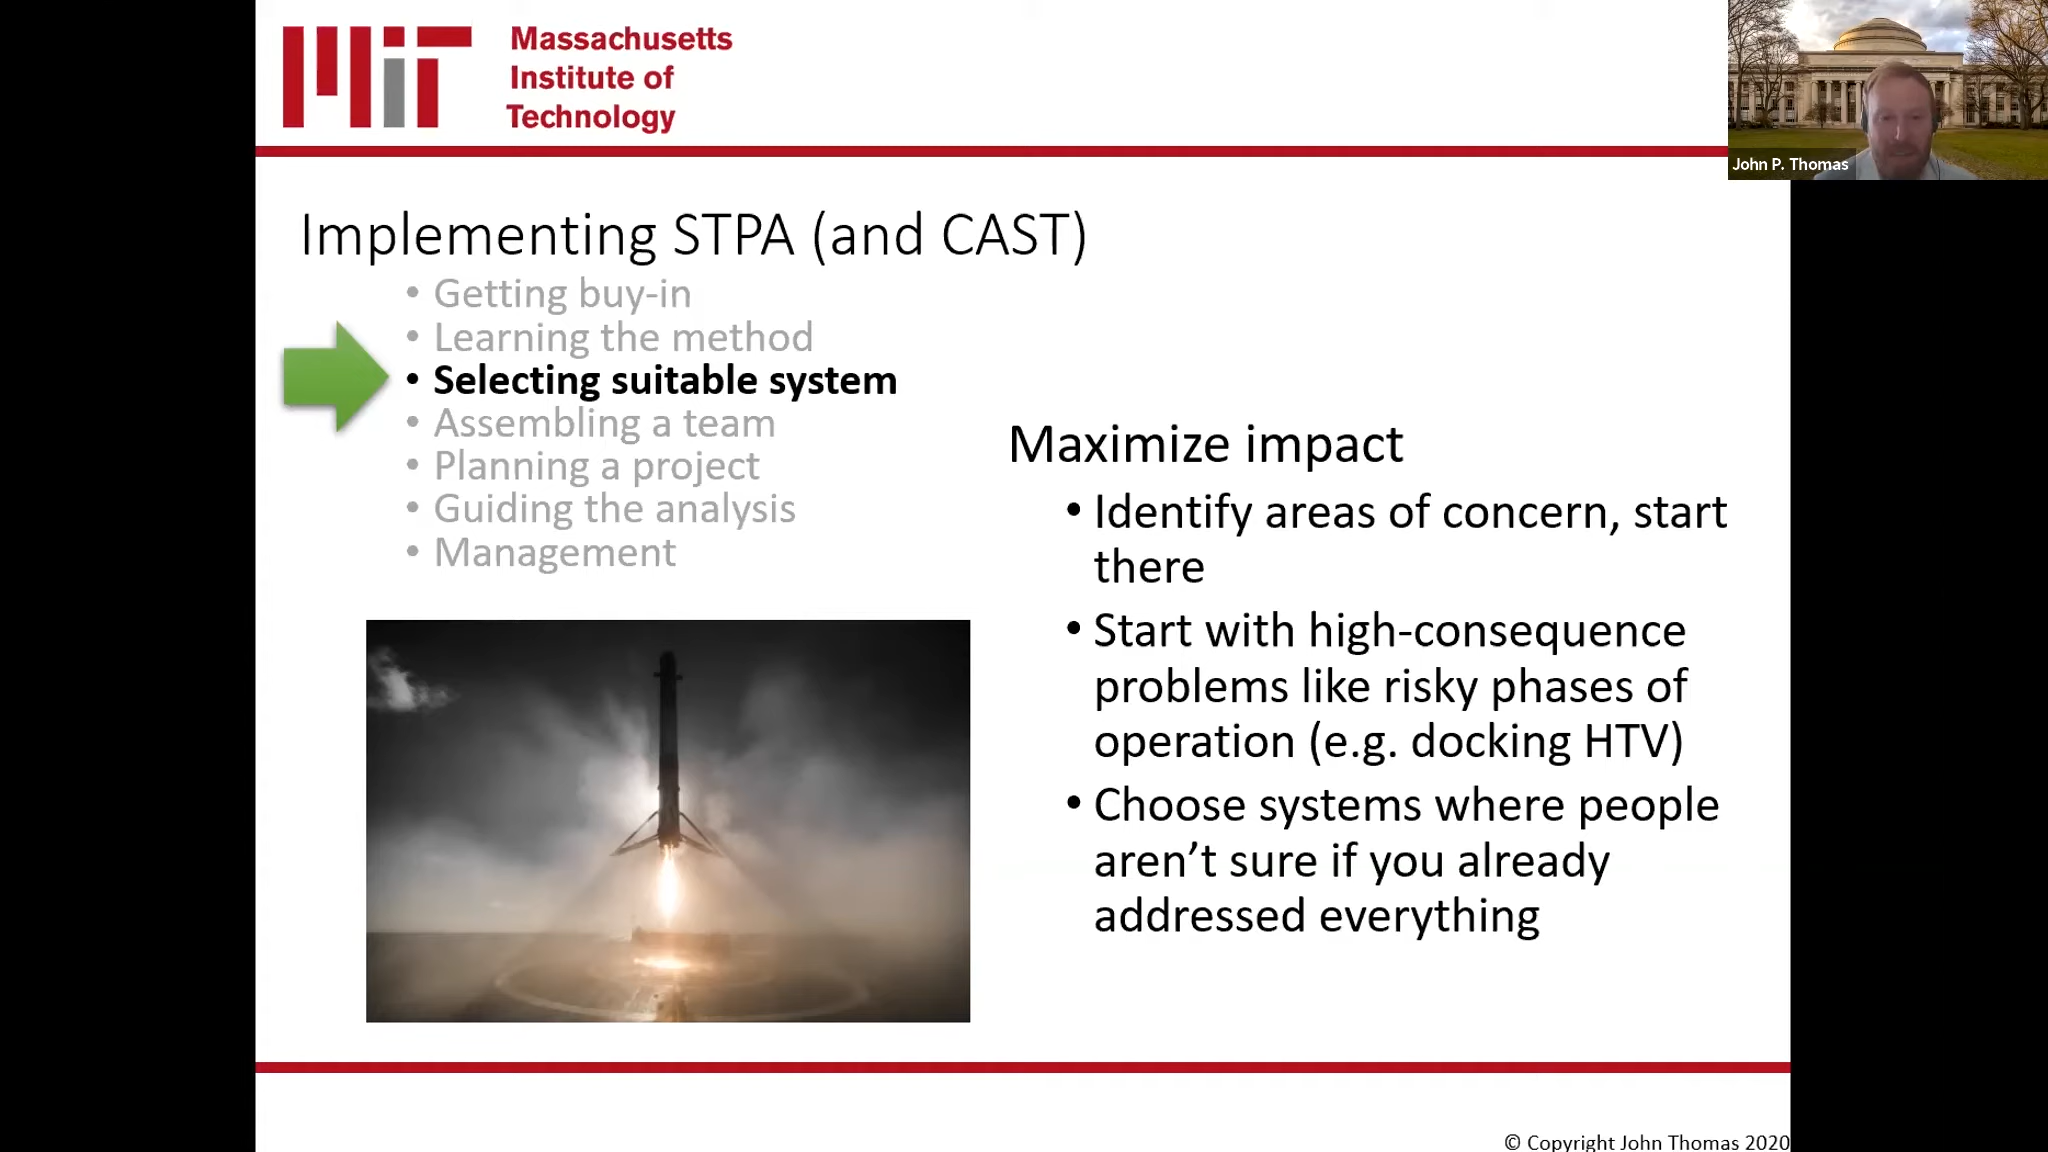 Massachusetts
Institute of
Technology
John P. Thomas
Implementing STPA (and CAST)
• Getting buy-in
• Learning the method
• Selecting suitable system
• Assembling a team
• Planning a project
• Guiding the analysis
• Management
Maximize impact
• Identify areas of concern, start
there
• Start with high-consequence
problems like risky phases of
operation (e.g. docking HTV)
• Choose systems where people
aren't sure if you already
addressed everything
© Copyright John Thomas 2020